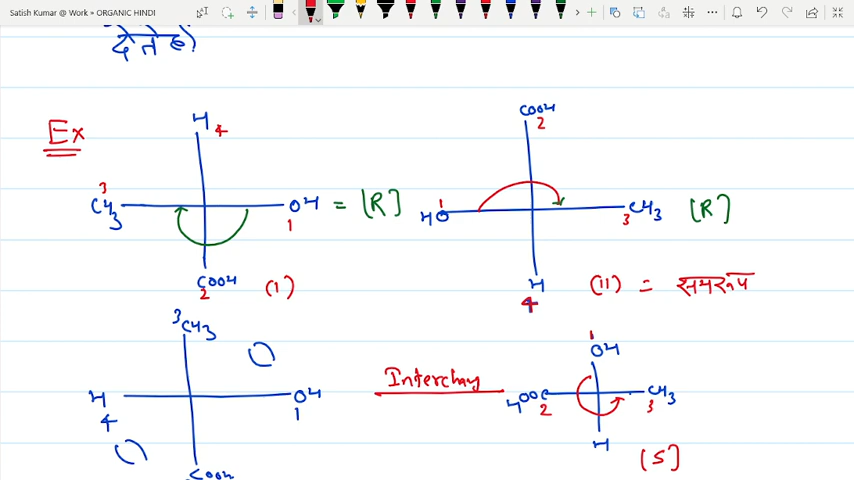 Satish Kumar @ Work » ORGANIC HINDI
देते है।
Ex
H 4
3 CH3
OH = [R]
1
COOH
2
(I)
COOH
2
1
HO
CH3
3
[R]
H
4
(II) = समरूप
3 CH3
H
4
OH
1
COOH
Interchang
1
OH
HOOC
2
CH3
3
H
[S]